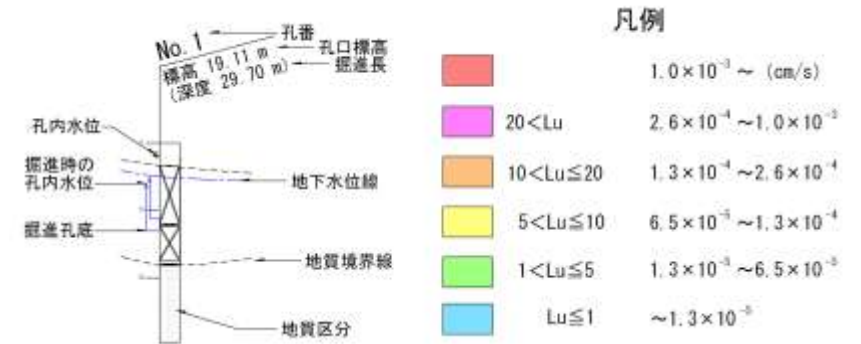 No. 1
標高 19.11 m
(深度 29.70 m)
孔番
孔口標高
掘進長
孔内水位
掘進時の
孔内水位
掘進孔底
地下水位線
地質境界線
地質区分
凡例
1.0×10⁻³ ～ (cm/s)
20<Lu 2.6×10⁻⁴ ～1.0×10⁻³
10<Lu≦20 1.3×10⁻⁴ ～2.6×10⁻⁴
5<Lu≦10 6.5×10⁻⁵ ～1.3×10⁻⁴
1<Lu≦5 1.3×10⁻⁵ ～6.5×10⁻⁵
Lu≦1 ～1.3×10⁻⁵